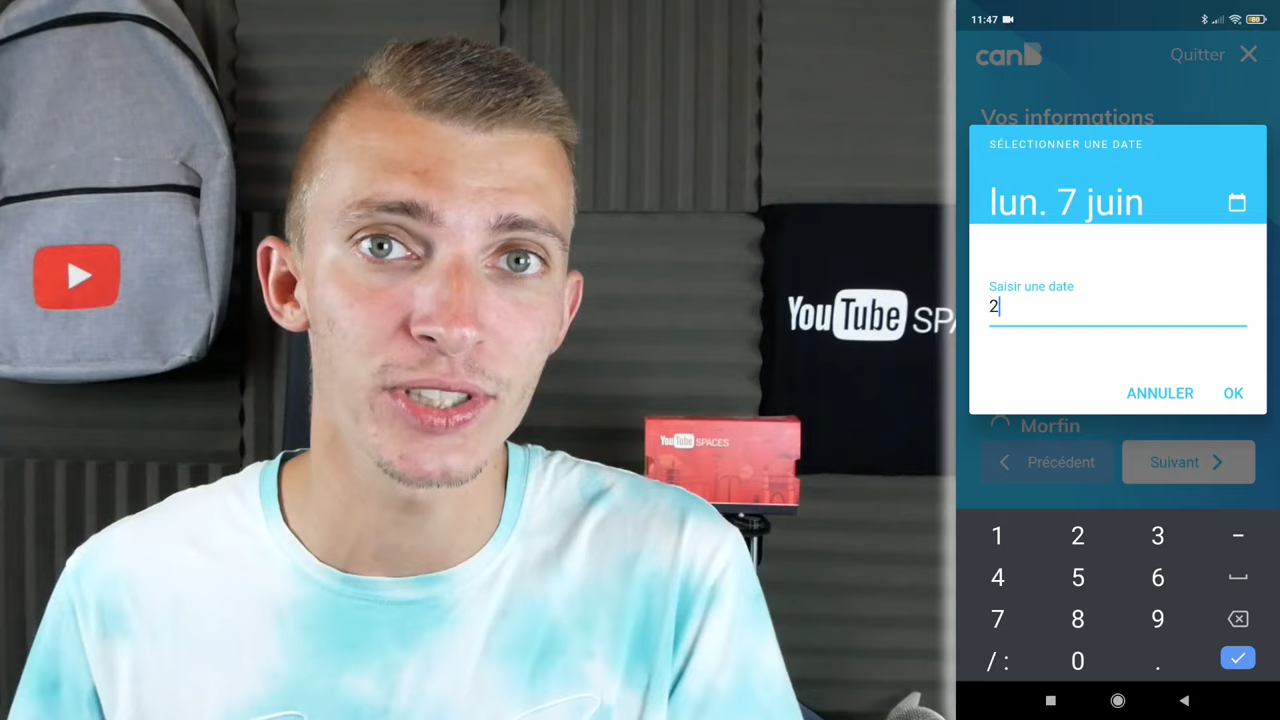 YouTube SPA
YouTube SPACES
11:47
80
canB
Quitter
Vos informations
SÉLECTIONNER UNE DATE
lun. 7 juin
Saisir une date
2
ANNULER OK
Morfin
Précédent Suivant
1 2 3 -
4 5 6
7 8 9
/ : 0 .